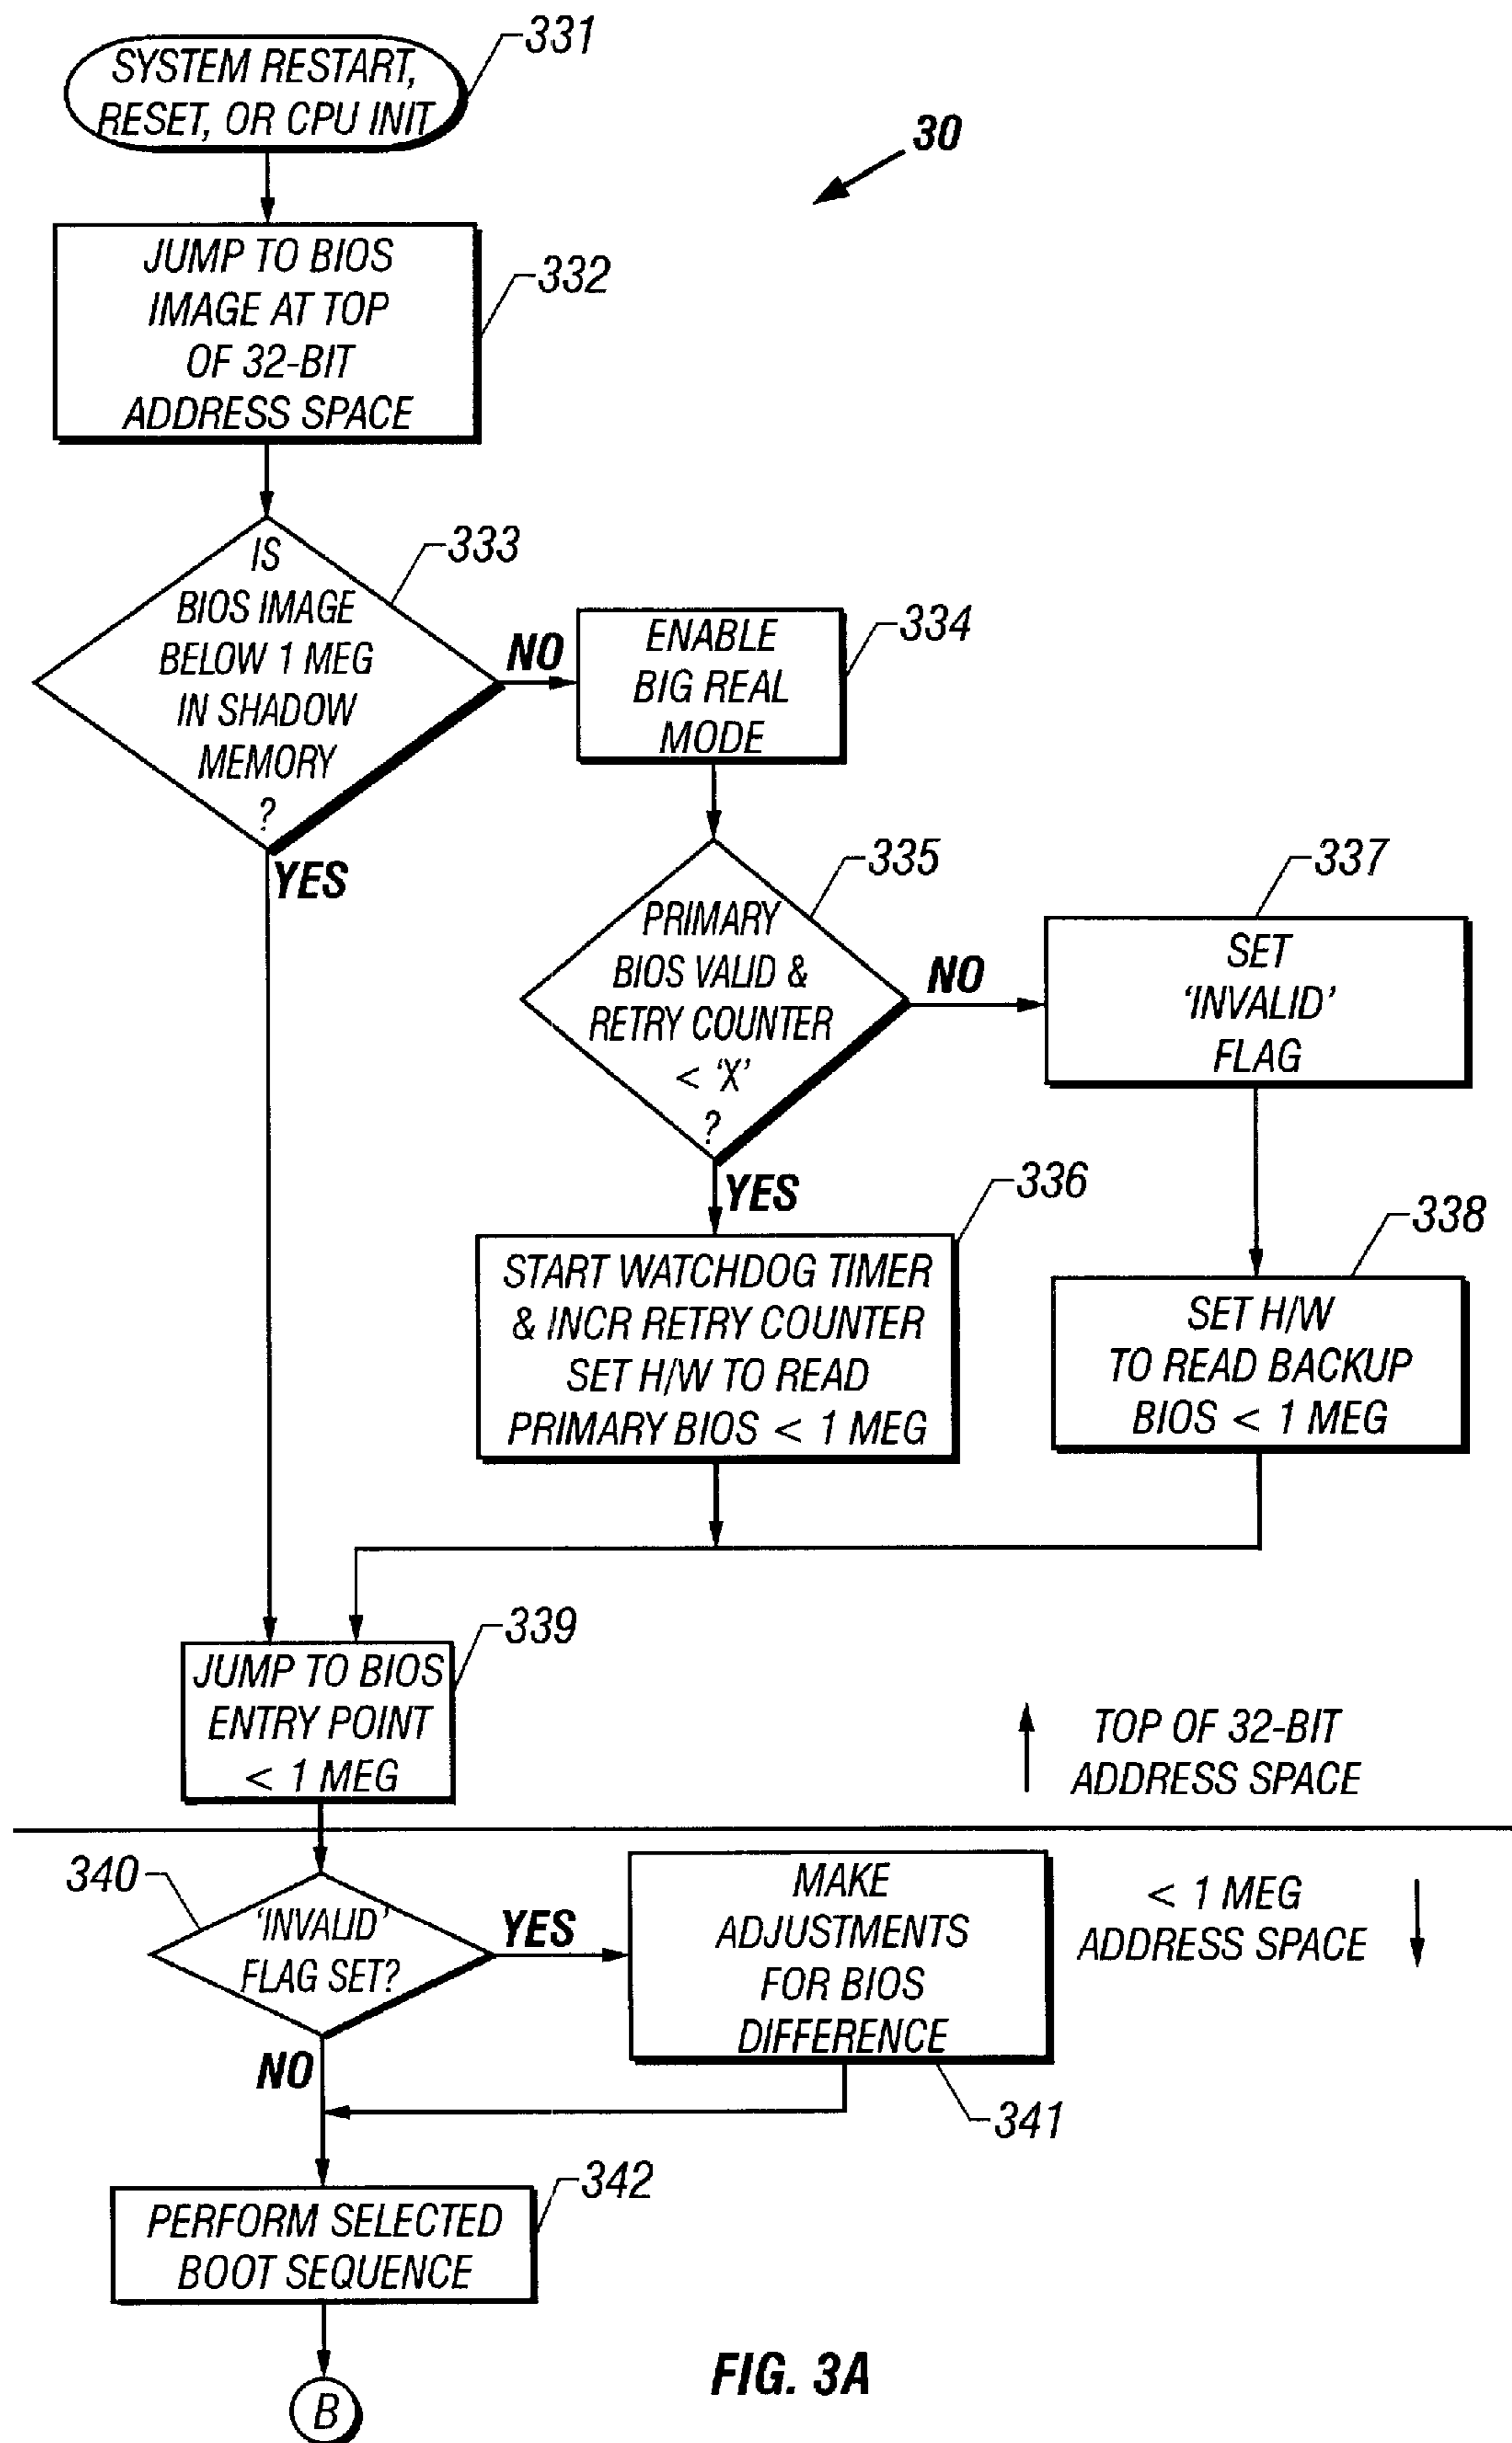 331
SYSTEM RESTART,
RESET, OR CPU INIT
30
JUMP TO BIOS
IMAGE AT TOP
OF 32-BIT
ADDRESS SPACE
332
IS
BIOS IMAGE
BELOW 1 MEG
IN SHADOW
MEMORY
?
333
NO
YES
ENABLE
BIG REAL
MODE
334
PRIMARY
BIOS VALID &
RETRY COUNTER
< 'X'
?
335
NO
YES
337
SET
'INVALID'
FLAG
336
START WATCHDOG TIMER
& INCR RETRY COUNTER
SET H/W TO READ
PRIMARY BIOS < 1 MEG
338
SET H/W
TO READ BACKUP
BIOS < 1 MEG
339
JUMP TO BIOS
ENTRY POINT
< 1 MEG
TOP OF 32-BIT
ADDRESS SPACE
340
'INVALID'
FLAG SET?
YES
NO
MAKE
ADJUSTMENTS
FOR BIOS
DIFFERENCE
341
< 1 MEG
ADDRESS SPACE
342
PERFORM SELECTED
BOOT SEQUENCE
B
FIG. 3A